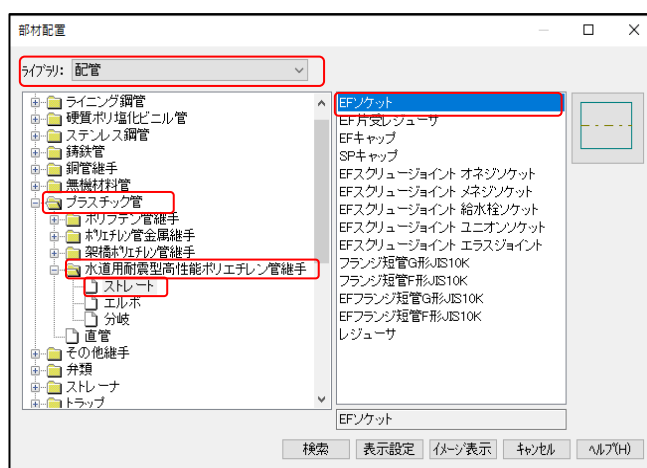 部材配置
ライブラリ: 配管
ライニング鋼管
硬質ポリ塩化ビニル管
ステンレス鋼管
鋳鉄管
銅管継手
無機材料管
プラスチック管
ポリブテン管継手
ポリエチレン管金属継手
架橋ポリエチレン管継手
水道用耐震型高性能ポリエチレン管継手
ストレート
エルボ
分岐
直管
その他継手
弁類
ストレーナ
トラップ
EFソケット
EF片受レジューサ
EFキャップ
SPキャップ
EFスクリュージョイント オネジソケット
EFスクリュージョイント メネジソケット
EFスクリュージョイント 給水栓ソケット
EFスクリュージョイント ユニオンソケット
EFスクリュージョイント エラスジョイント
フランジ短管G形JIS10K
フランジ短管F形JIS10K
EFフランジ短管G形JIS10K
EFフランジ短管F形JIS10K
レジューサ
EFソケット
検索 表示設定 イメージ表示 キャンセル ヘルプ(H)